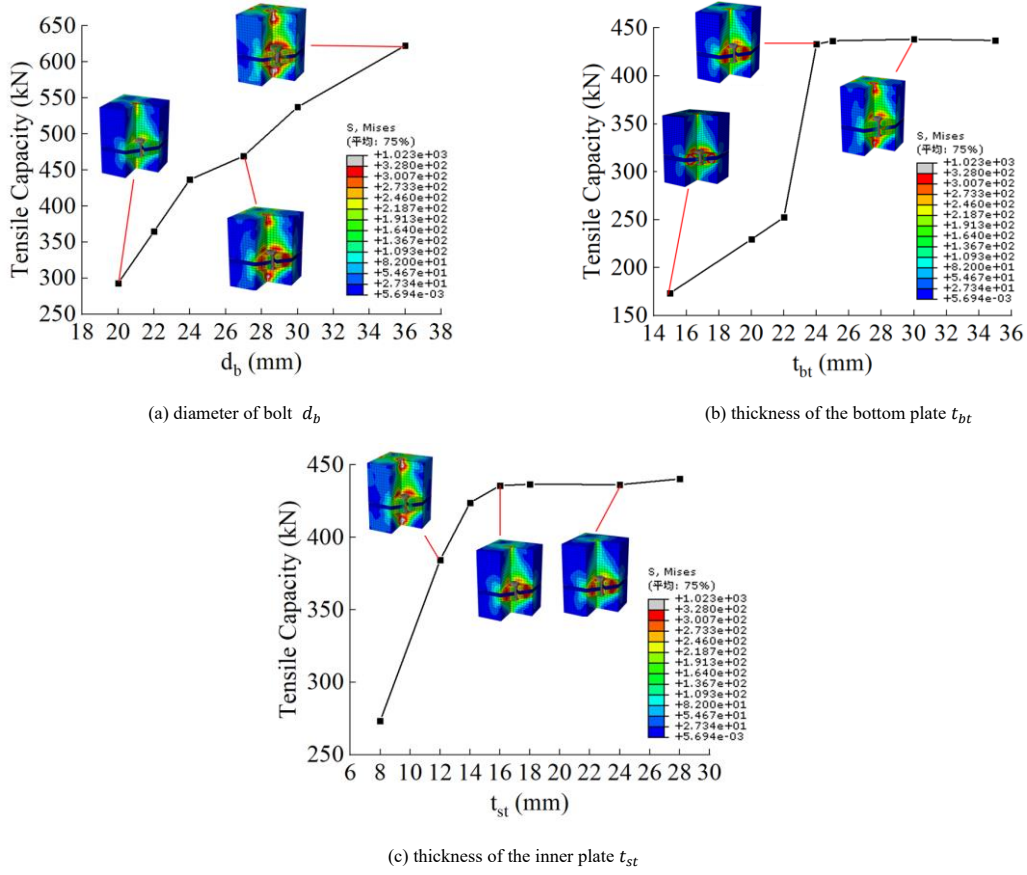 650
600
550
500
450
400
350
300
250
Tensile Capacity (kN)
S, Mises
(平均: 75%)
+1.023e+03
+3.280e+02
+3.007e+02
+2.733e+02
+2.460e+02
+2.187e+02
+1.913e+02
+1.640e+02
+1.367e+02
+1.093e+02
+8.200e+01
+5.467e+01
+2.734e+01
+5.694e-03
18 20 22 24 26 28 30 32 34 36 38
d_b (mm)
(a) diameter of bolt d_b
450
400
350
300
250
200
150
Tensile Capacity (kN)
S, Mises
(平均: 75%)
+1.023e+03
+3.280e+02
+3.007e+02
+2.733e+02
+2.460e+02
+2.187e+02
+1.913e+02
+1.640e+02
+1.367e+02
+1.093e+02
+8.200e+01
+5.467e+01
+2.734e+01
+5.694e-03
14 16 18 20 22 24 26 28 30 32 34 36
t_bt (mm)
(b) thickness of the bottom plate t_bt
450
400
350
300
250
Tensile Capacity (kN)
S, Mises
(平均: 75%)
+1.023e+03
+3.280e+02
+3.007e+02
+2.733e+02
+2.460e+02
+2.187e+02
+1.913e+02
+1.640e+02
+1.367e+02
+1.093e+02
+8.200e+01
+5.467e+01
+2.734e+01
+5.694e-03
6 8 10 12 14 16 18 20 22 24 26 28 30
t_st (mm)
(c) thickness of the inner plate t_st